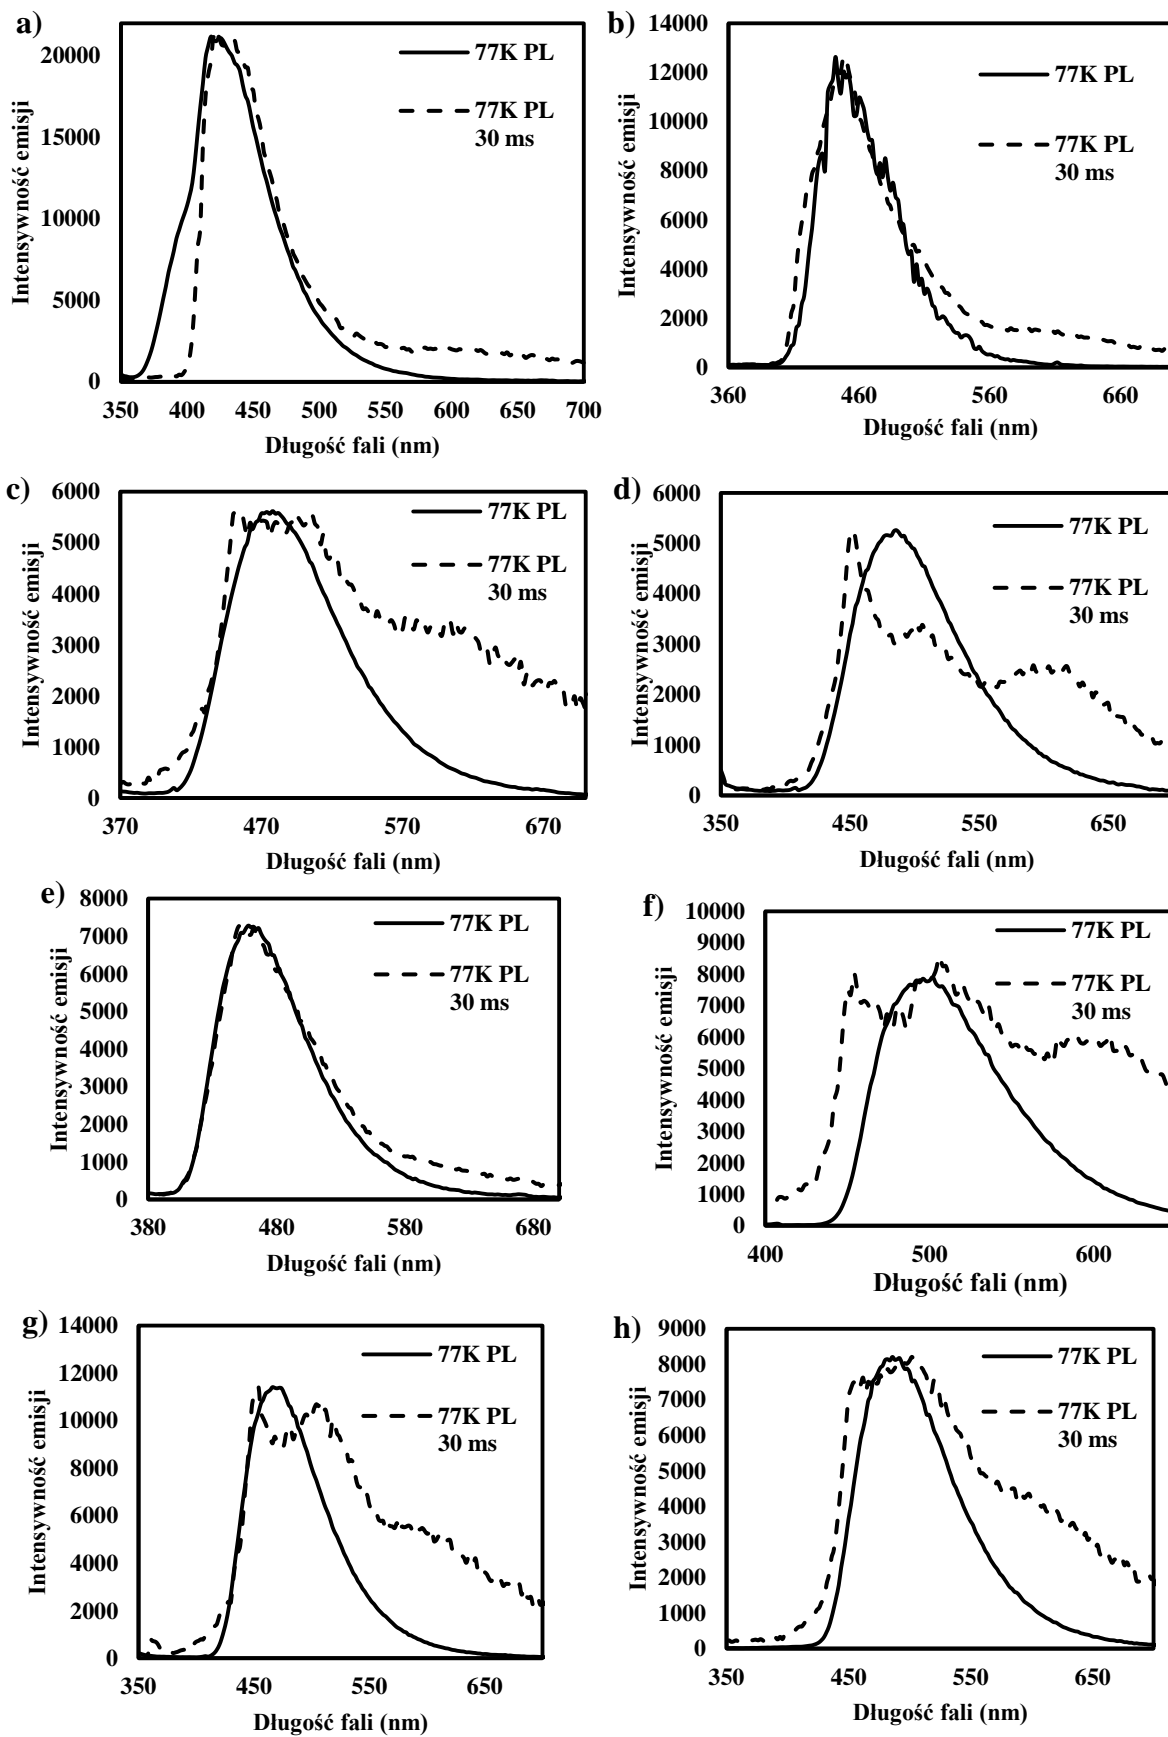 a)
Intensywność emisji
20000
15000
10000
5000
0
350 400 450 500 550 600 650 700
Długość fali (nm)
77K PL
77K PL
30 ms
b)
Intensywność emisji
14000
12000
10000
8000
6000
4000
2000
0
360 460 560 660
Długość fali (nm)
77K PL
77K PL
30 ms
c)
Intensywność emisji
6000
5000
4000
3000
2000
1000
0
370 470 570 670
Długość fali (nm)
77K PL
77K PL
30 ms
d)
Intensywność emisji
6000
5000
4000
3000
2000
1000
0
350 450 550 650
Długość fali (nm)
77K PL
77K PL
30 ms
e)
Intensywność emisji
8000
7000
6000
5000
4000
3000
2000
1000
0
380 480 580 680
Długość fali (nm)
77K PL
77K PL
30 ms
f)
Intensywność emisji
10000
9000
8000
7000
6000
5000
4000
3000
2000
1000
0
400 500 600
Długość fali (nm)
77K PL
77K PL
30 ms
g)
Intensywność emisji
14000
12000
10000
8000
6000
4000
2000
0
350 450 550 650
Długość fali (nm)
77K PL
77K PL
30 ms
h)
Intensywność emisji
9000
8000
7000
6000
5000
4000
3000
2000
1000
0
350 450 550 650
Długość fali (nm)
77K PL
77K PL
30 ms